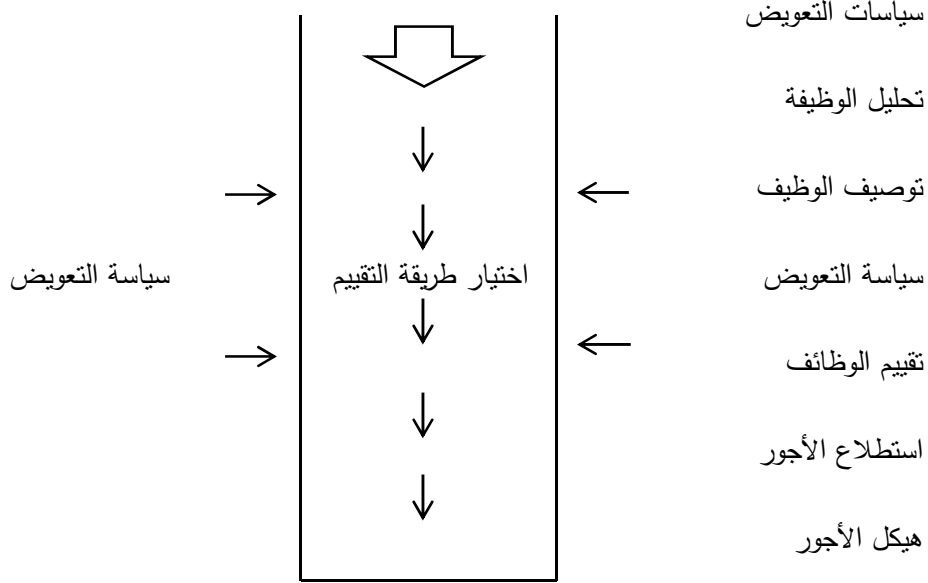 سياسات التعويض
تحليل الوظيفة
توصيف الوظيف
سياسة التعويض
اختيار طريقة التقييم
سياسة التعويض
تقييم الوظائف
استطلاع الأجور
هيكل الأجور